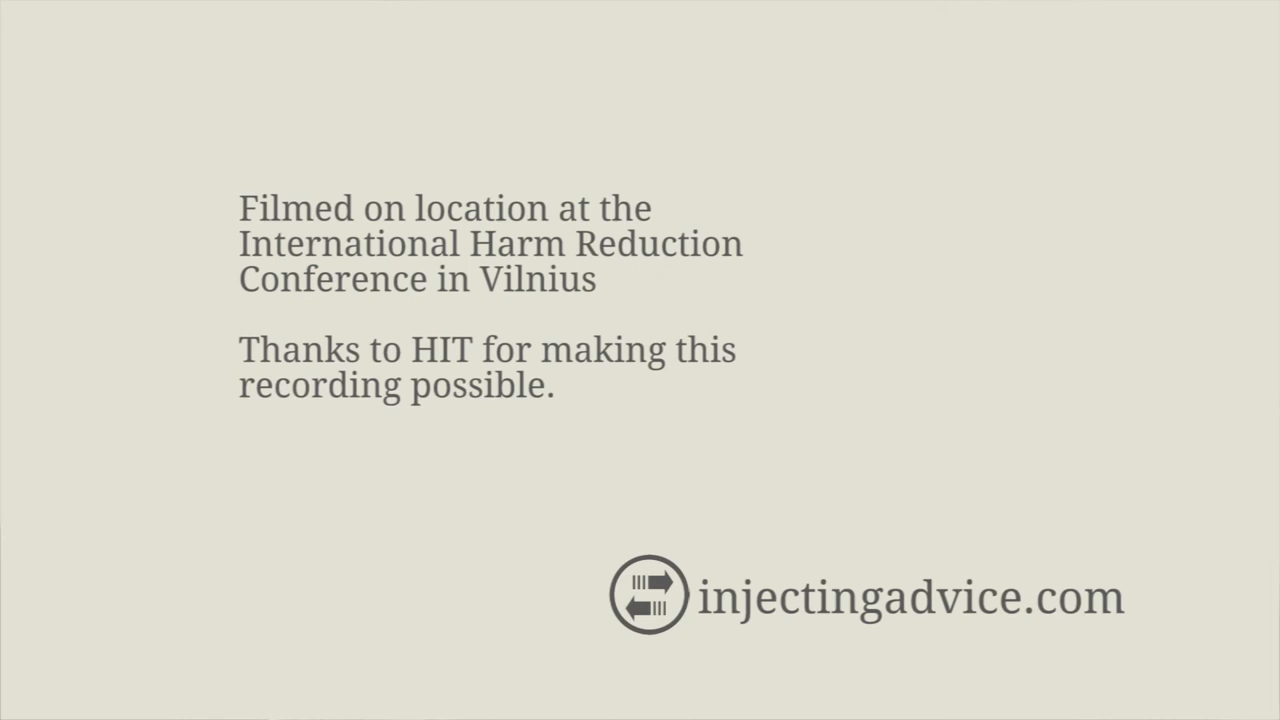 Filmed on location at the
International Harm Reduction
Conference in Vilnius
Thanks to HIT for making this
recording possible.
injectingadvice.com